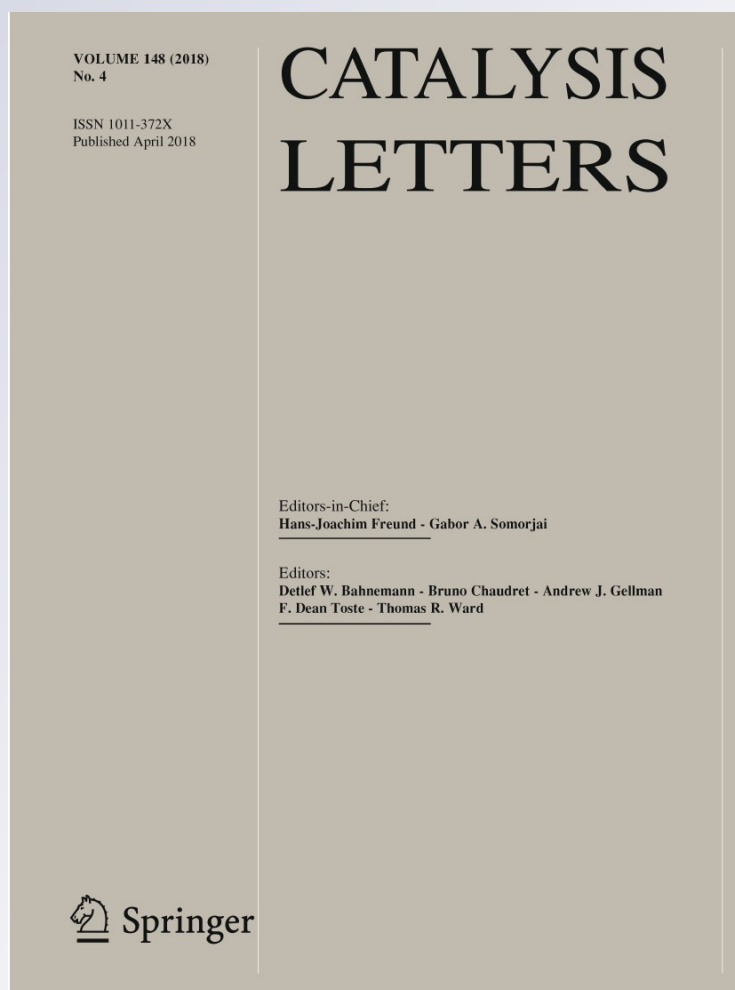 VOLUME 148 (2018)
No. 4
ISSN 1011-372X
Published April 2018
CATALYSIS
LETTERS
Editors-in-Chief:
Hans-Joachim Freund - Gabor A. Somorjai
Editors:
Detlef W. Bahnemann - Bruno Chaudret - Andrew J. Gellman
F. Dean Toste - Thomas R. Ward
Springer